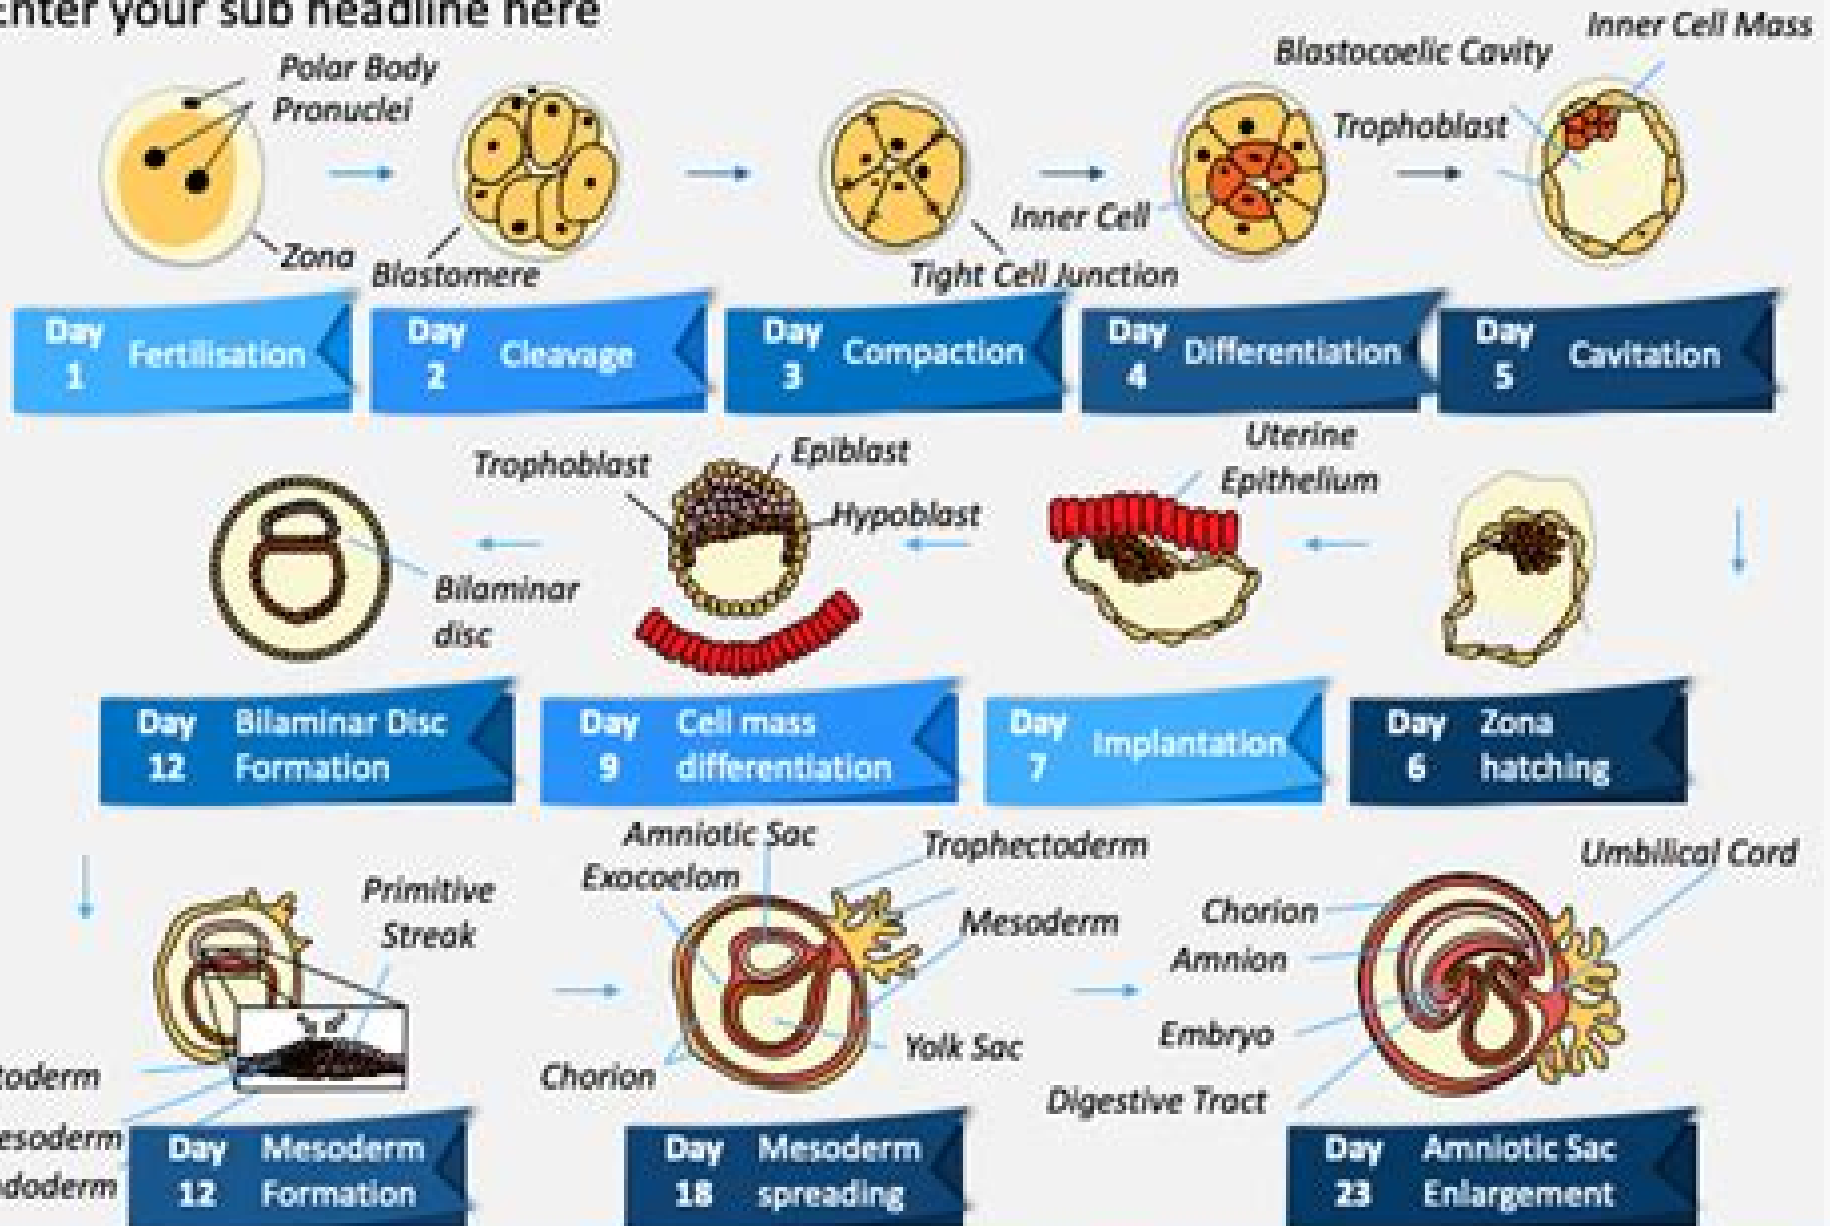 Enter your sub headline here
Inner Cell Mass
Blastocoelic Cavity
Polar Body
Pronuclei
Trophoblast
Inner Cell
Zona
Blastomere
Tight Cell Junction
Day 1 Fertilisation
Day 2 Cleavage
Day 3 Compaction
Day 4 Differentiation
Day 5 Cavitation
Trophoblast
Epiblast
Hypoblast
Uterine
Epithelium
Bilaminar
disc
Day 12 Bilaminar Disc
Formation
Day 9 Cell mass
differentiation
Day 7 Implantation
Day 6 Zona
hatching
Primitive
Streak
Amniotic Sac
Exocoelom
Trophectoderm
Mesoderm
Yolk Sac
Chorion
Umbilical Cord
Chorion
Amnion
Embryo
Digestive Tract
toderm
esoderm
doderm
Day 12 Mesoderm
Formation
Day 18 Mesoderm
spreading
Day 23 Amniotic Sac
Enlargement